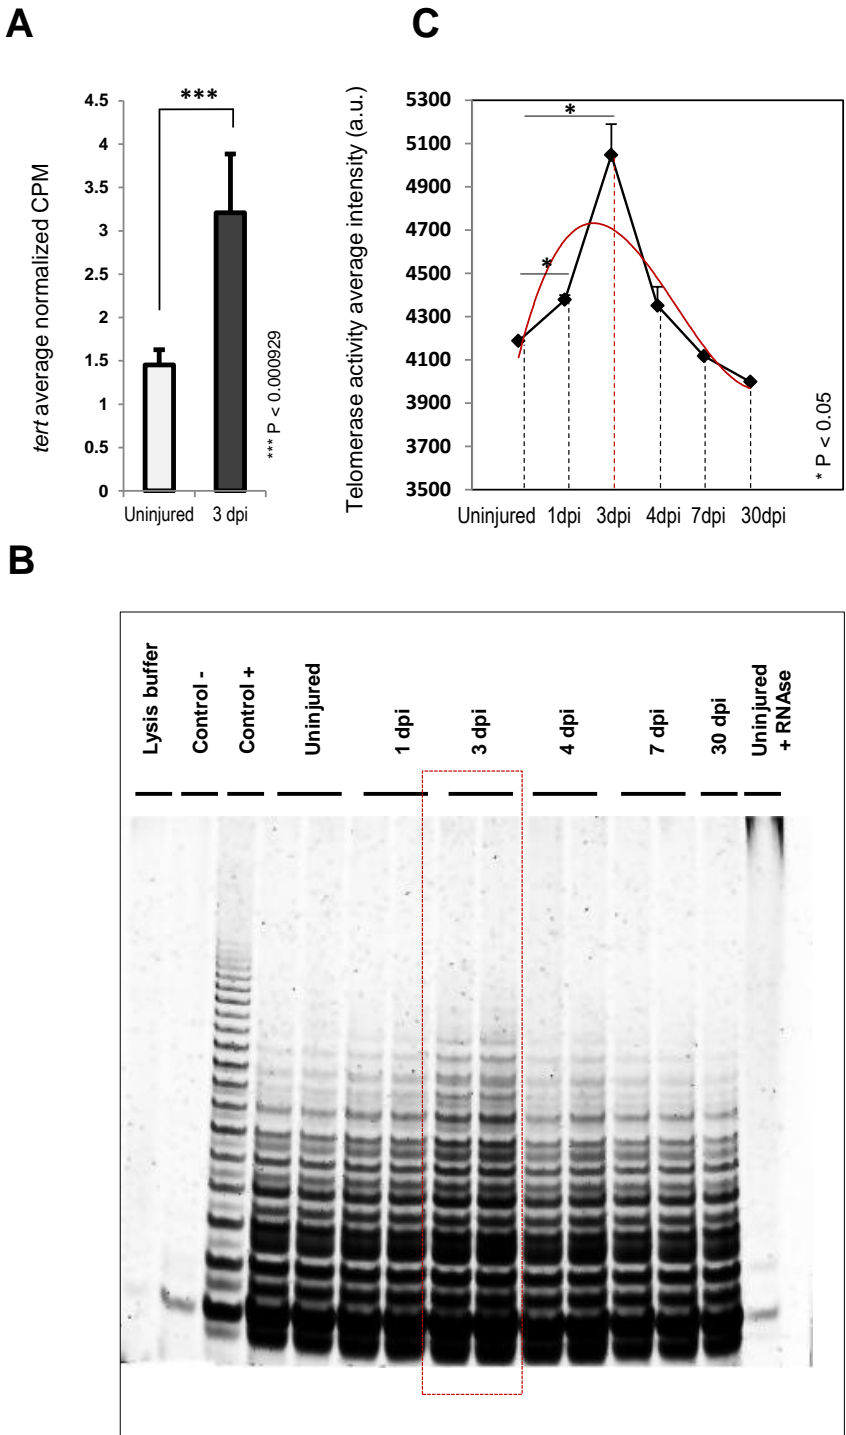 A
***
4.5
4
3.5
3
2.5
2
1.5
1
0.5
0
tert average normalized CPM
Uninjured 3 dpi
*** P < 0.000929
C
Telomerase activity average intensity (a.u.)
5300
5100
4900
4700
4500
4300
4100
3900
3700
3500
*
*
Uninjured 1dpi 3dpi 4dpi 7dpi 30dpi
* P < 0.05
B
Lysis buffer
Control -
Control +
Uninjured
1 dpi
3 dpi
4 dpi
7 dpi
30 dpi
Uninjured
+ RNAse